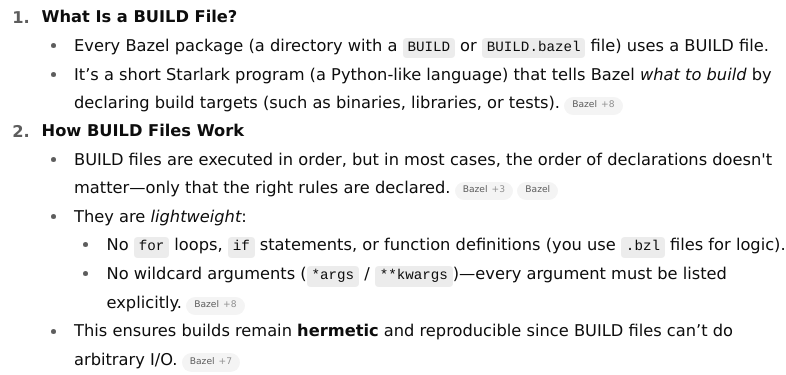 1. What Is a BUILD File?
• Every Bazel package (a directory with a BUILD or BUILD.bazel file) uses a BUILD file.
• It’s a short Starlark program (a Python-like language) that tells Bazel what to build by
declaring build targets (such as binaries, libraries, or tests). Bazel +8
2. How BUILD Files Work
• BUILD files are executed in order, but in most cases, the order of declarations doesn't
matter—only that the right rules are declared. Bazel +3 Bazel
• They are lightweight:
• No for loops, if statements, or function definitions (you use .bzl files for logic).
• No wildcard arguments ( *args / **kwargs )—every argument must be listed
explicitly. Bazel +8
• This ensures builds remain hermetic and reproducible since BUILD files can’t do
arbitrary I/O. Bazel +7